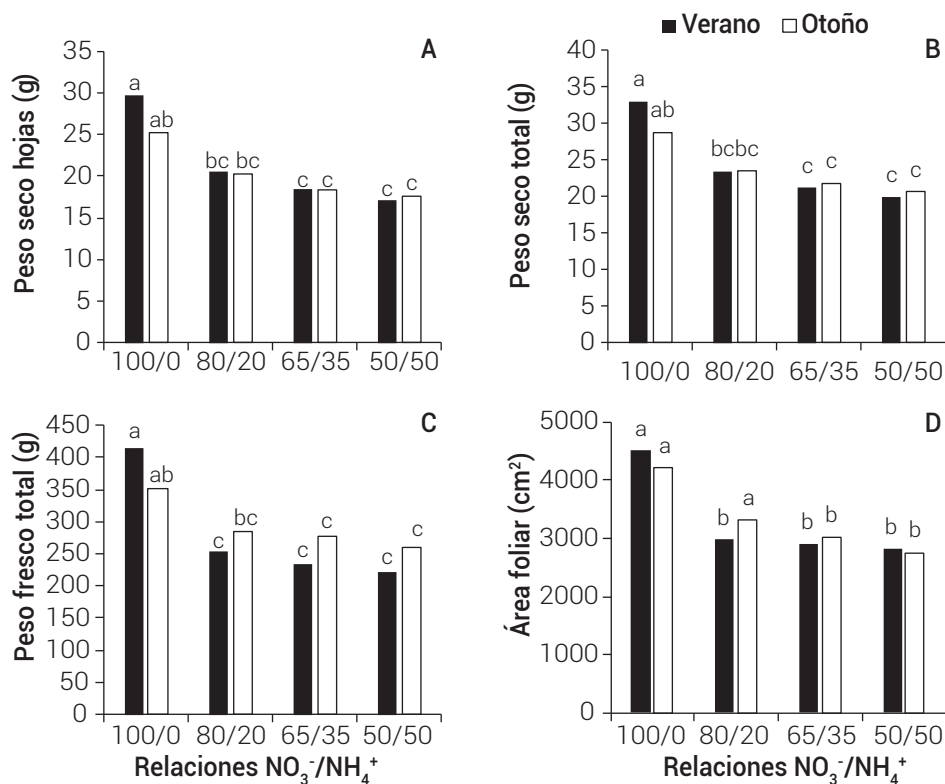 Verano Otoño
A
Peso seco hojas (g)
35
30
25
20
15
10
5
0
a ab
bc bc
c c
c c
100/0 80/20 65/35 50/50
B
Peso seco total (g)
40
35
30
25
20
15
10
5
0
a ab
bcbc
c c
c c
100/0 80/20 65/35 50/50
C
Peso fresco total (g)
450
400
350
300
250
200
150
100
50
0
a ab
c bc
c c
c c
100/0 80/20 65/35 50/50
Relaciones NO₃⁻/NH₄⁺
D
Área foliar (cm²)
5000
4000
3000
2000
1000
0
a a
b a
b b
b b
100/0 80/20 65/35 50/50
Relaciones NO₃⁻/NH₄⁺